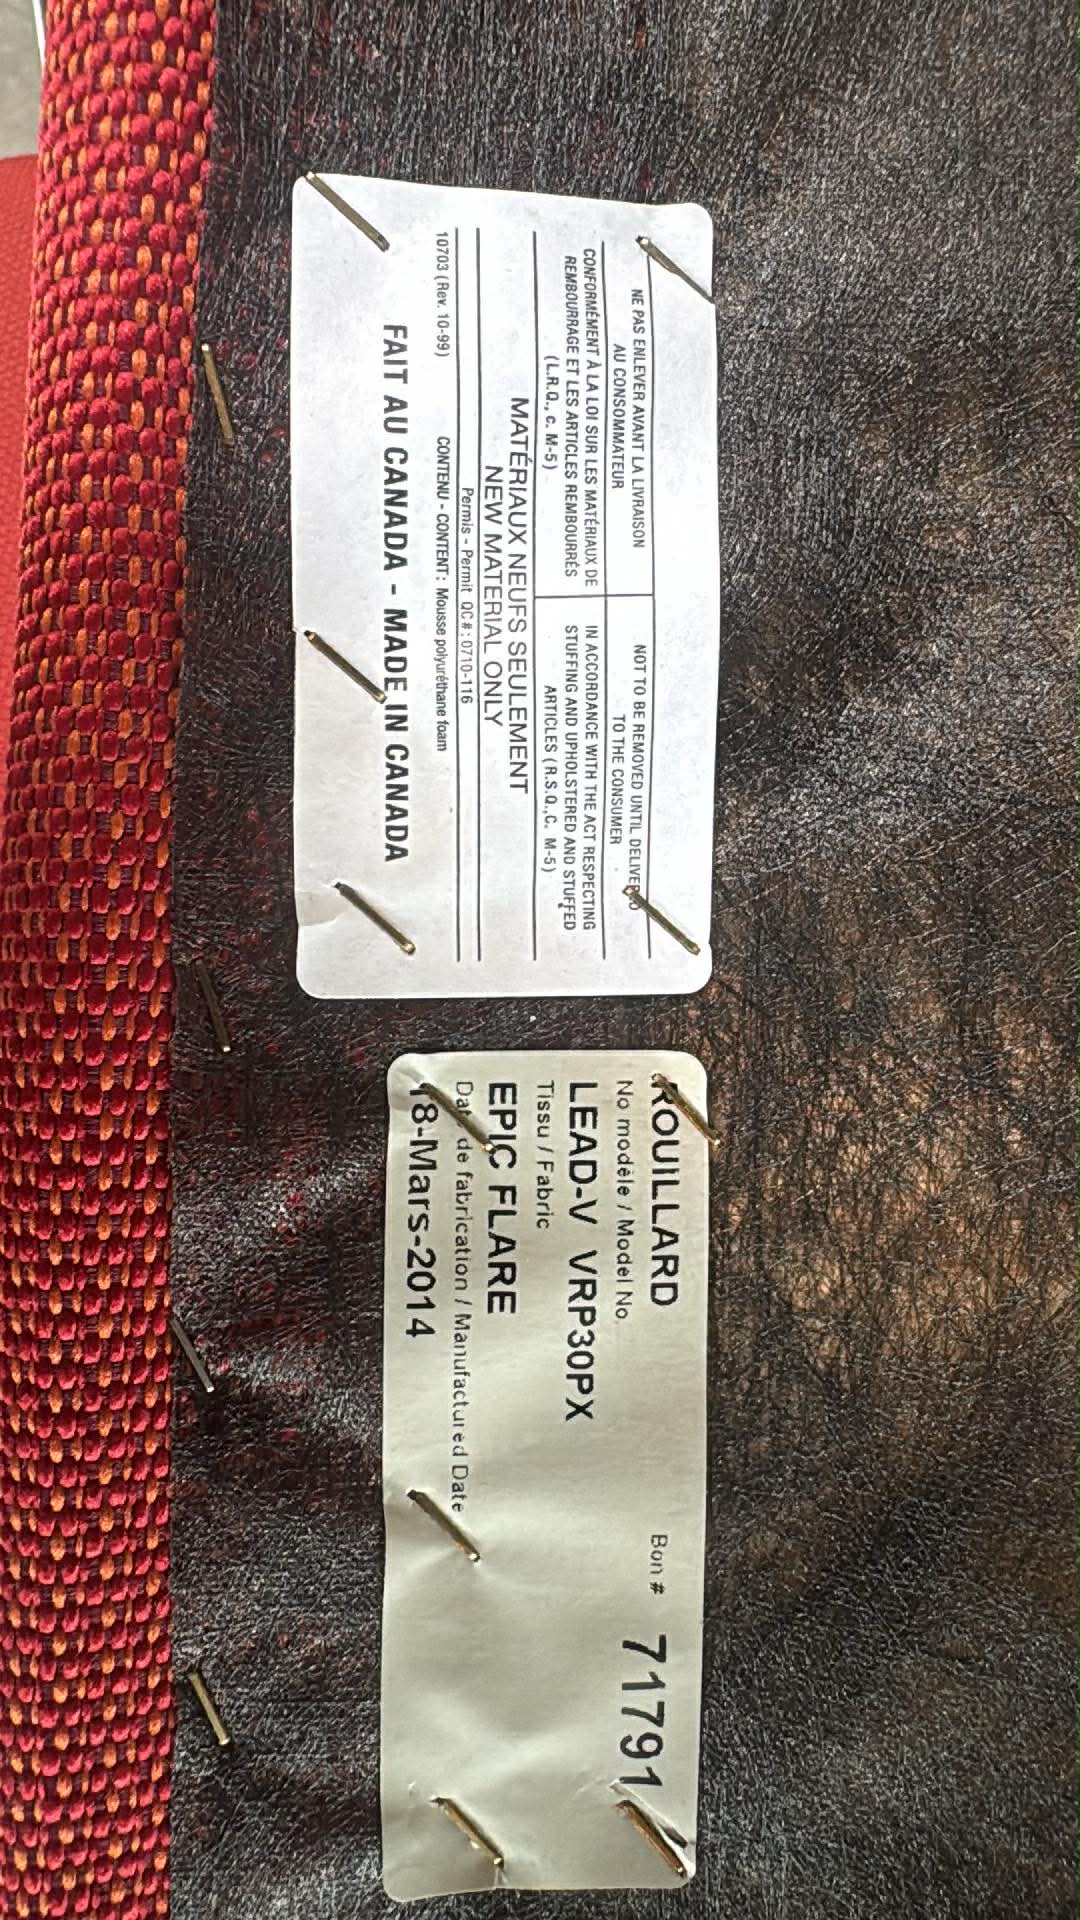 NE PAS ENLEVER AVANT LA LIVRAISON
AU CONSOMMATEUR
NOT TO BE REMOVED UNTIL DELIVERED
TO THE CONSUMER
CONFORMÉMENT À LA LOI SUR LES MATÉRIAUX DE
REMBOURRAGE ET LES ARTICLES REMBOURRÉS
(L.R.Q., c. M-5)
IN ACCORDANCE WITH THE ACT RESPECTING
STUFFING AND UPHOLSTERED AND STUFFED
ARTICLES (R.S.Q.,C. M-5)
MATÉRIAUX NEUFS SEULEMENT
NEW MATERIAL ONLY
Permis - Permit QC#: 0710-116
10703 (Rev. 10-99) CONTENU - CONTENT: Mousse polyuréthane foam
FAIT AU CANADA - MADE IN CANADA
ROUILLARD Bon # 71791
No modèle / Model No.
LEAD-V VRP30PX
Tissu / Fabric
EPIC FLARE
Date de fabrication / Manufactured Date
18-Mars-2014